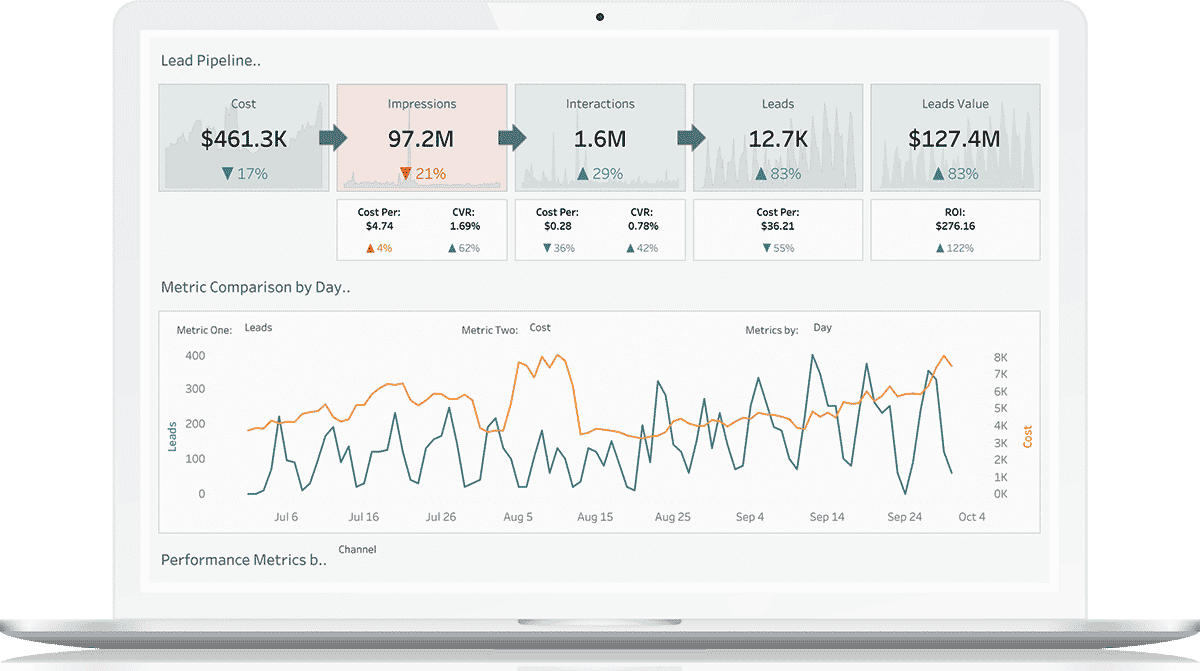 Lead Pipeline..
Cost Impressions Interactions Leads Leads Value
$461.3K 97.2M 1.6M 12.7K $127.4M
▼ 17% ▼ 21% ▲ 29% ▲ 83% ▲ 83%
Cost Per: CVR: Cost Per: CVR: Cost Per: ROI:
$4.74 1.69% $0.28 0.78% $36.21 $276.16
▲ 4% ▲ 62% ▼ 36% ▲ 42% ▼ 55% ▲ 122%
Metric Comparison by Day..
Metric One: Leads Metric Two: Cost Metrics by: Day
400 8K
7K
300 6K
5K
200 4K
3K
100 2K
1K
0 0K
Leads
Cost
Jul 6 Jul 16 Jul 26 Aug 5 Aug 15 Aug 25 Sep 4 Sep 14 Sep 24 Oct 4
Performance Metrics b.. Channel